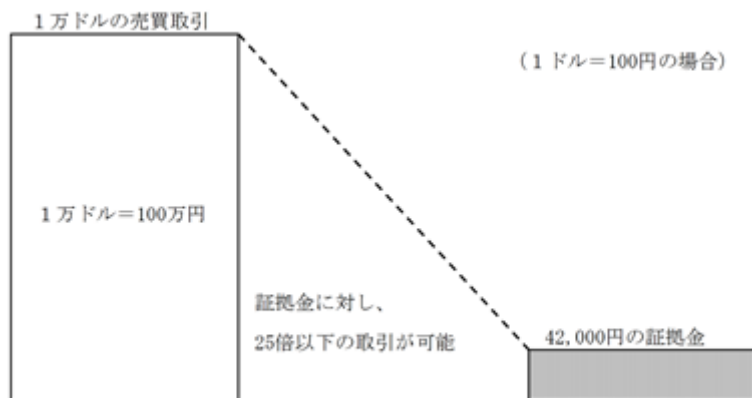 １万ドルの売買取引
（１ドル＝100円の場合）
１万ドル＝100万円
証拠金に対し、
25倍以下の取引が可能
42,000円の証拠金